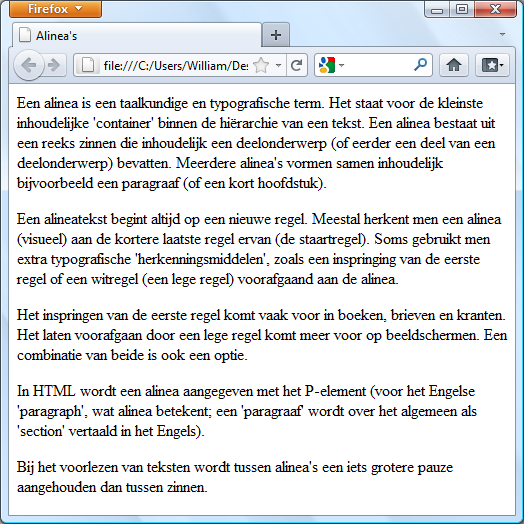 Firefox
Alinea's
file:///C:/Users/William/Des
Een alinea is een taalkundige en typografische term. Het staat voor de kleinste
inhoudelijke 'container' binnen de hiërarchie van een tekst. Een alinea bestaat uit
een reeks zinnen die inhoudelijk een deelonderwerp (of eerder een deel van een
deelonderwerp) bevatten. Meerdere alinea's vormen samen inhoudelijk
bijvoorbeeld een paragraaf (of een kort hoofdstuk).
Een alineatekst begint altijd op een nieuwe regel. Meestal herkent men een alinea
(visueel) aan de kortere laatste regel ervan (de staartregel). Soms gebruikt men
extra typografische 'herkenningsmiddelen', zoals een inspringing van de eerste
regel of een witregel (een lege regel) voorafgaand aan de alinea.
Het inspringen van de eerste regel komt vaak voor in boeken, brieven en kranten.
Het laten voorafgaan door een lege regel komt meer voor op beeldschermen. Een
combinatie van beide is ook een optie.
In HTML wordt een alinea aangegeven met het P-element (voor het Engelse
'paragraph', wat alinea betekent; een 'paragraaf' wordt over het algemeen als
'section' vertaald in het Engels).
Bij het voorlezen van teksten wordt tussen alinea's een iets grotere pauze
aangehouden dan tussen zinnen.